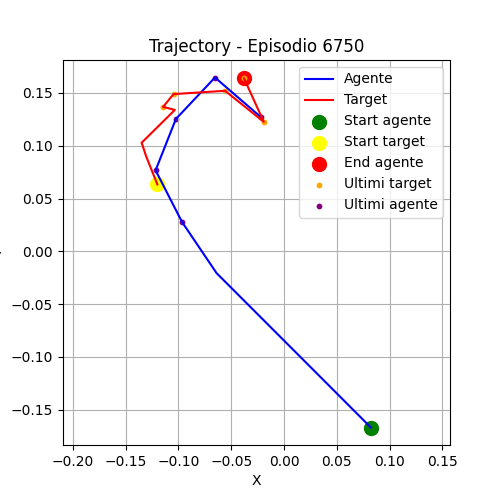 Trajectory - Episodio 6750
Agente
Target
Start agente
Start target
End agente
Ultimi target
Ultimi agente
0.15
0.10
0.05
0.00
−0.05
−0.10
−0.15
−0.20 −0.15 −0.10 −0.05 0.00 0.05 0.10 0.15
X